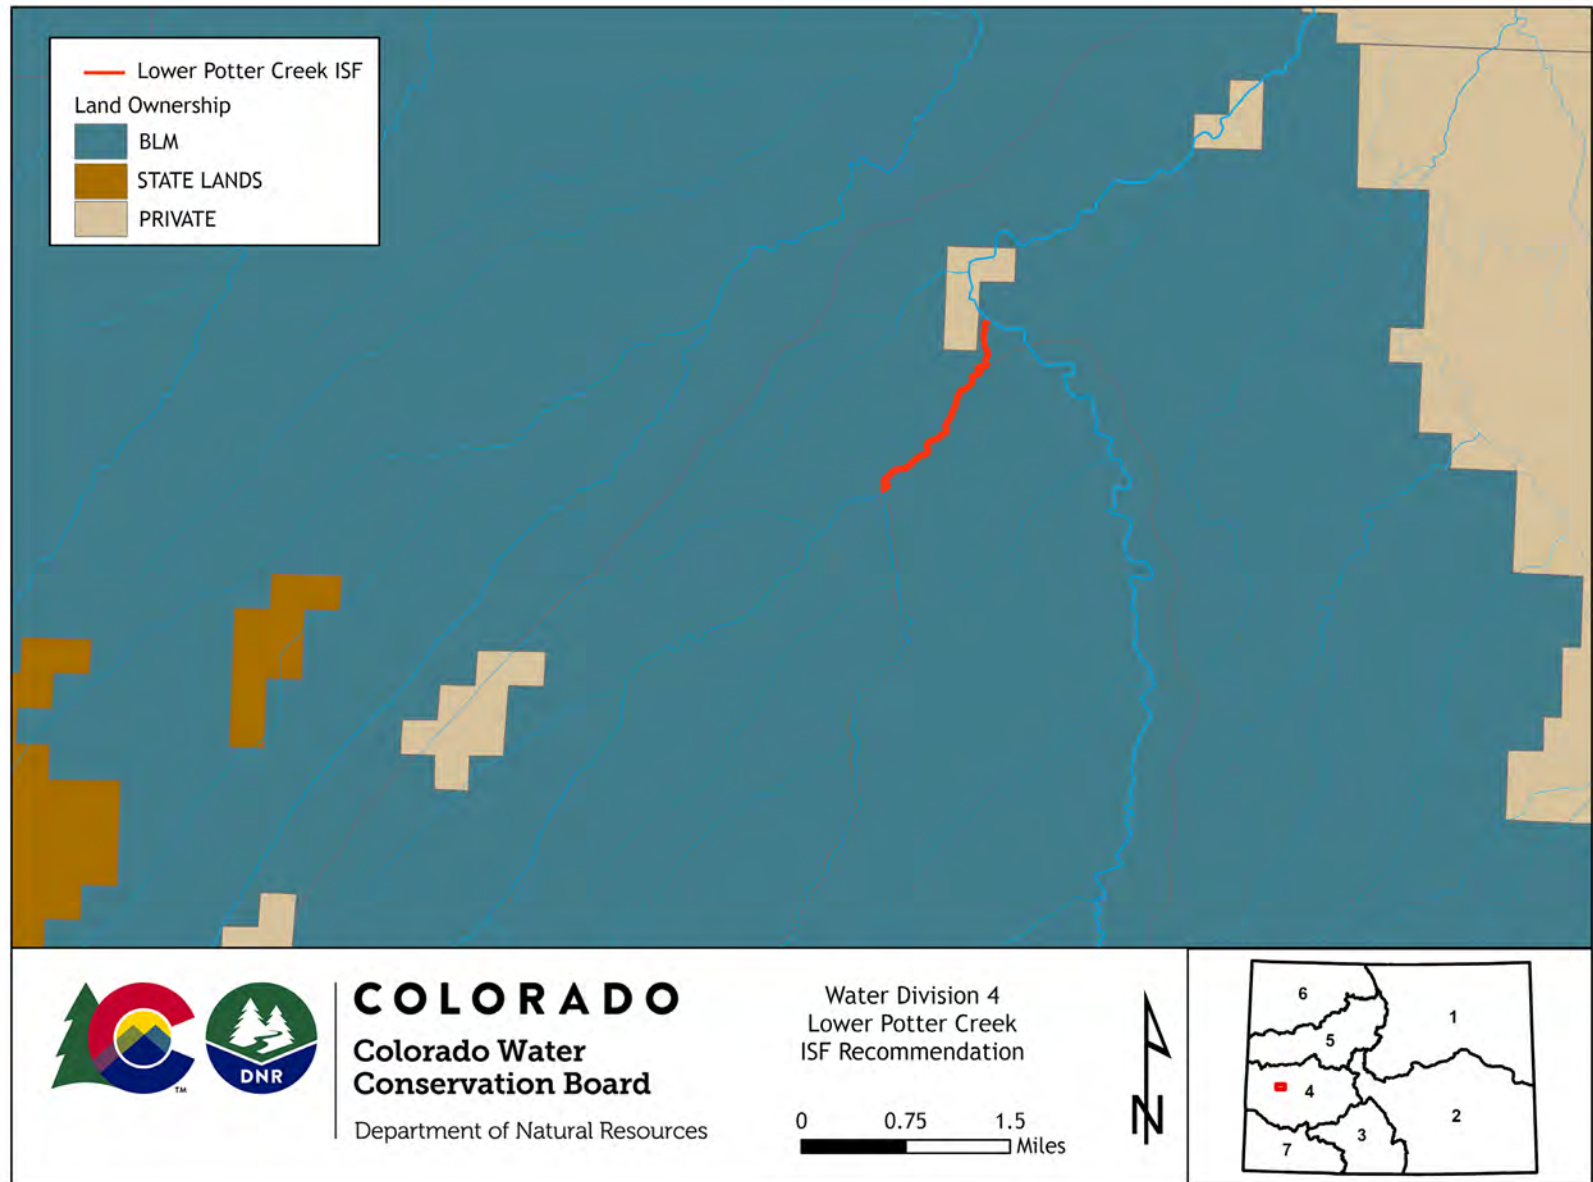 Lower Potter Creek ISF
Land Ownership
BLM
STATE LANDS
PRIVATE
COLORADO
Colorado Water
Conservation Board
Department of Natural Resources
DNR
TM
Water Division 4
Lower Potter Creek
ISF Recommendation
0 0.75 1.5
Miles
N
6
1
5
4
2
3
7